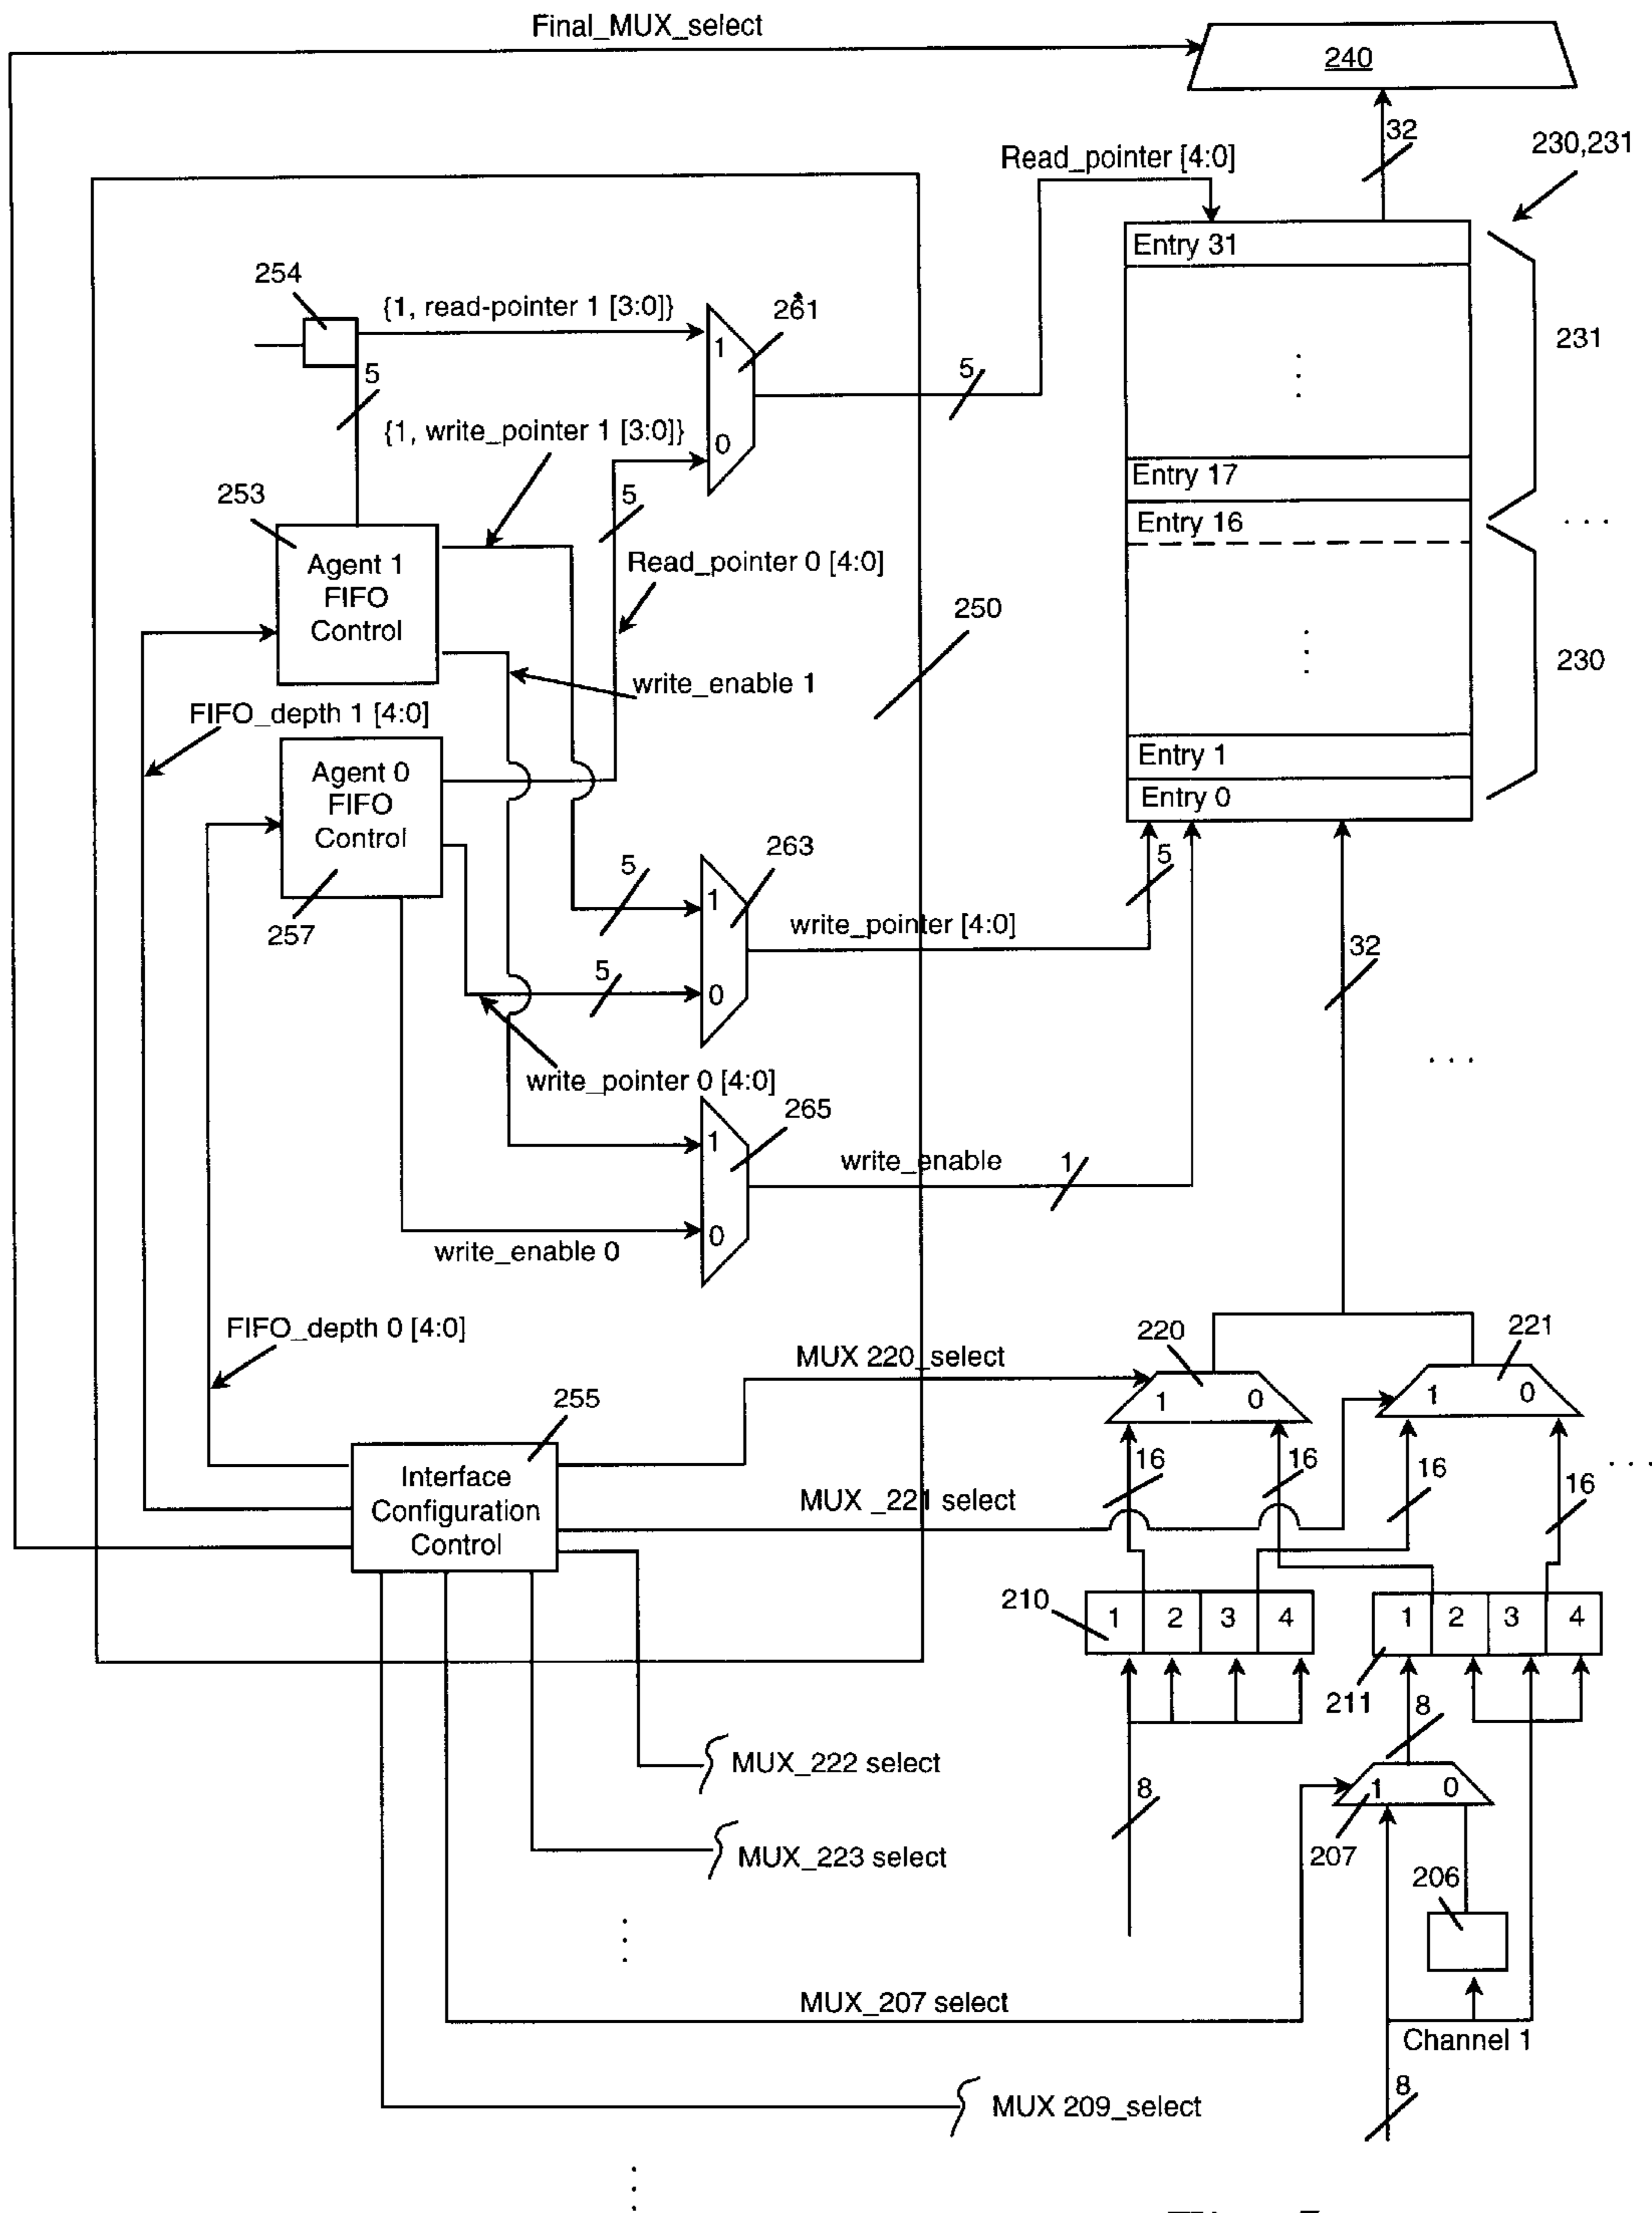 Final_MUX_select
240
32
230,231
Read_pointer [4:0]
Entry 31
254
{1, read-pointer 1 [3:0]}
261
1
231
5
5
{1, write_pointer 1 [3:0]}
0
Entry 17
253
5
Entry 16
. . .
Agent 1
FIFO
Control
Read_pointer 0 [4:0]
250
230
write_enable 1
FIFO_depth 1 [4:0]
Entry 1
Agent 0
FIFO
Control
Entry 0
263
5
5
1
257
write_pointer [4:0]
32
5
0
. . .
write_pointer 0 [4:0]
265
1
write_enable
1
0
write_enable 0
FIFO_depth 0 [4:0]
220
221
MUX 220_select
255
1
0
1
0
16
16
16
16
. . .
Interface
Configuration
Control
MUX _221 select
210
1
2
3
4
1
2
3
4
211
8
MUX_222 select
8
1
0
MUX_223 select
207
206
MUX_207 select
Channel 1
8
MUX 209_select